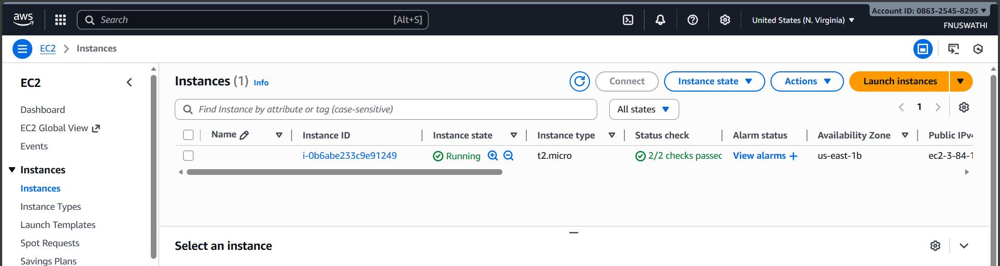 aws
Search [Alt+S]
United States (N. Virginia)
Account ID: 0863-2545-8295
FNUSWATHI
EC2 Instances
EC2
Dashboard
EC2 Global View
Events
Instances
Instances
Instance Types
Launch Templates
Spot Requests
Savings Plans
Instances (1) Info
Connect
Instance state
Actions
Launch instances
Find Instance by attribute or tag (case-sensitive)
All states
1
Name Instance ID Instance state Instance type Status check Alarm status Availability Zone Public IPv4
i-0b6abe233c9e91249 Running t2.micro 2/2 checks passed View alarms us-east-1b ec2-3-84-1
Select an instance